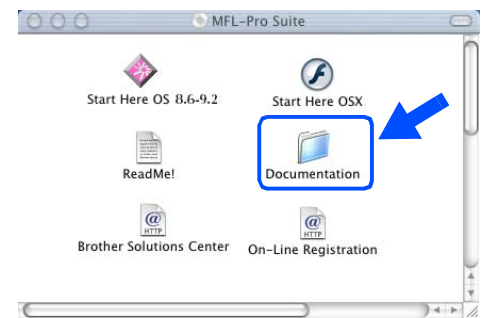 MFL-Pro Suite
Start Here OS 8.6-9.2
Start Here OSX
ReadMe!
Documentation
@
HTTP
@
HTTP
Brother Solutions Center
On-Line Registration